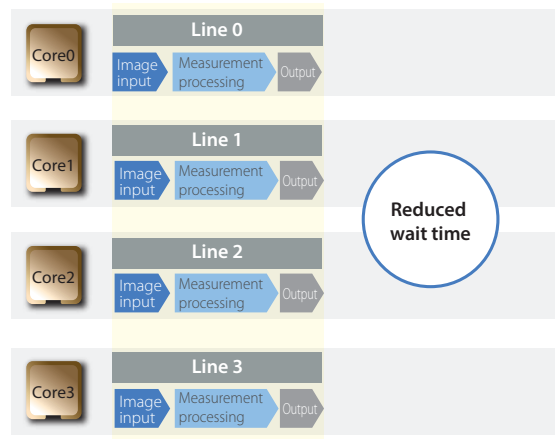 Line 0
Core0
Image
input
Measurement
processing
Output
Line 1
Core1
Image
input
Measurement
processing
Output
Reduced
wait time
Line 2
Core2
Image
input
Measurement
processing
Output
Line 3
Core3
Image
input
Measurement
processing
Output